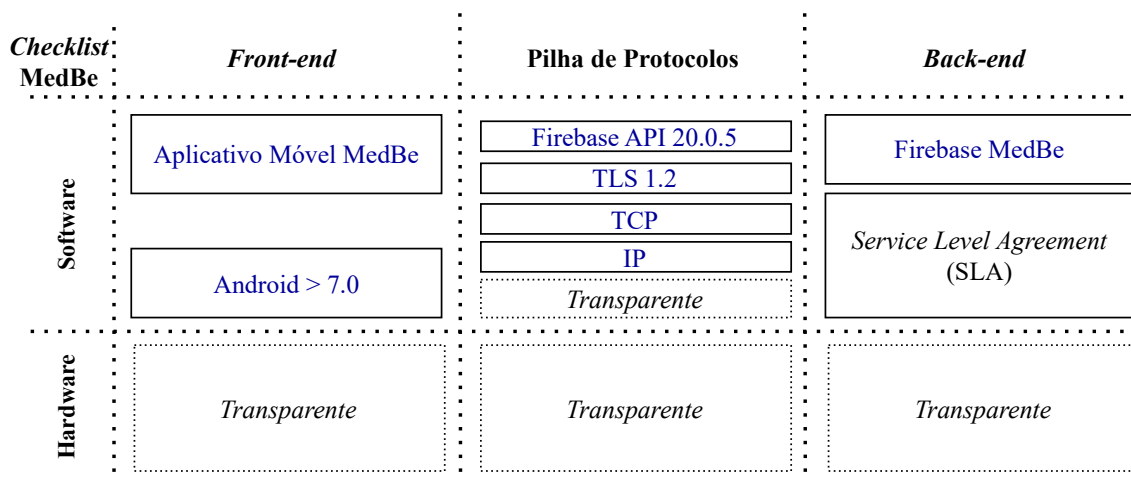 Checklist
MedBe
Front-end
Pilha de Protocolos
Back-end
Software
Aplicativo Móvel MedBe
Android > 7.0
Firebase API 20.0.5
TLS 1.2
TCP
IP
Transparente
Firebase MedBe
Service Level Agreement
(SLA)
Hardware
Transparente
Transparente
Transparente